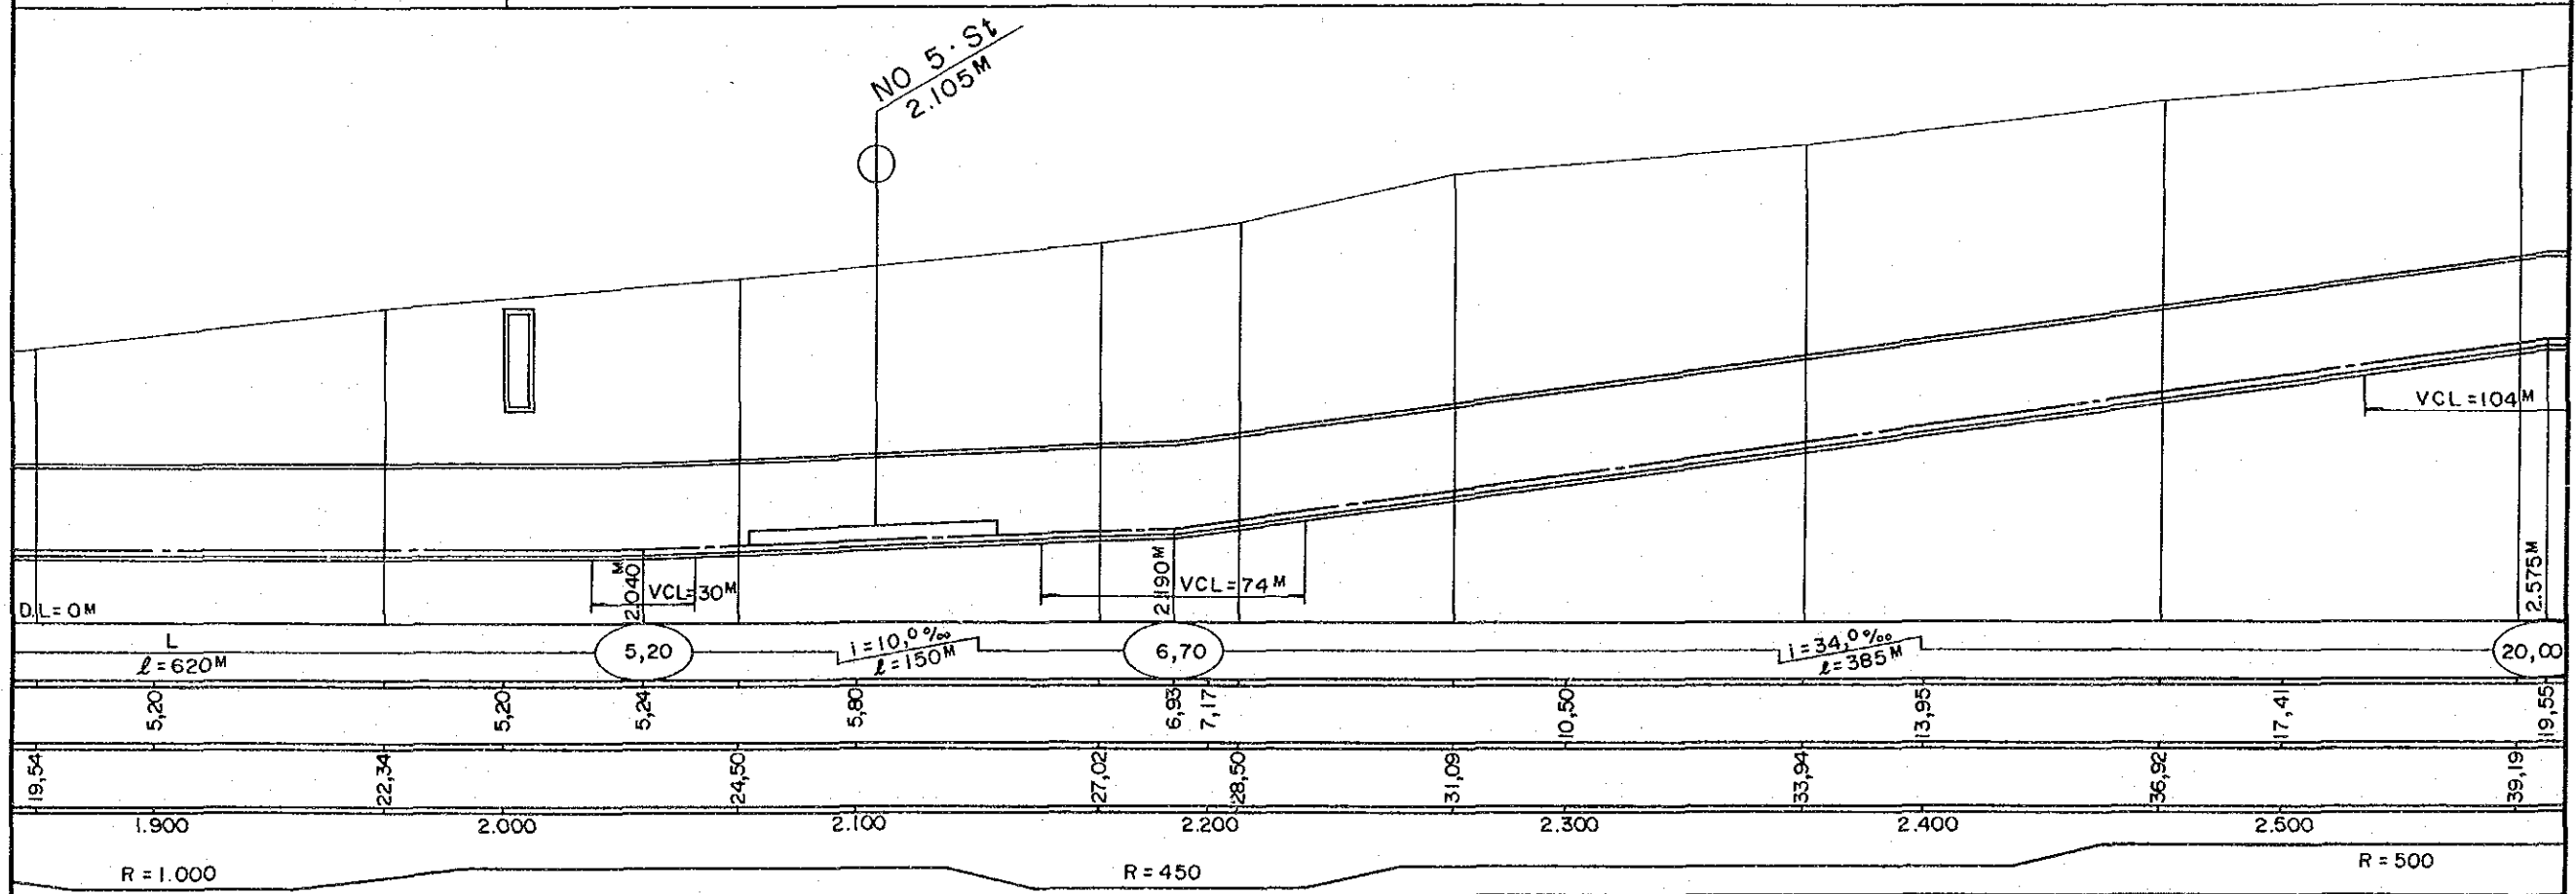 NO 5·St
2.105M
VCL=104M
2.040M
VCL=30M
2.190M
VCL=74M
2.575M
D.L=0M
L
ℓ=620M
5,20
i=10,0‰
ℓ=150M
6,70
i=34,0‰
ℓ=385M
20,00
5,20 5,20 5,24 5,80 6,93 7,17 10,50 13,95 17,41 19,55
19,54 22,34 24,50 27,02 28,50 31,09 33,94 36,92 39,19
1.900 2.000 2.100 2.200 2.300 2.400 2.500
R=1.000 R=450 R=500